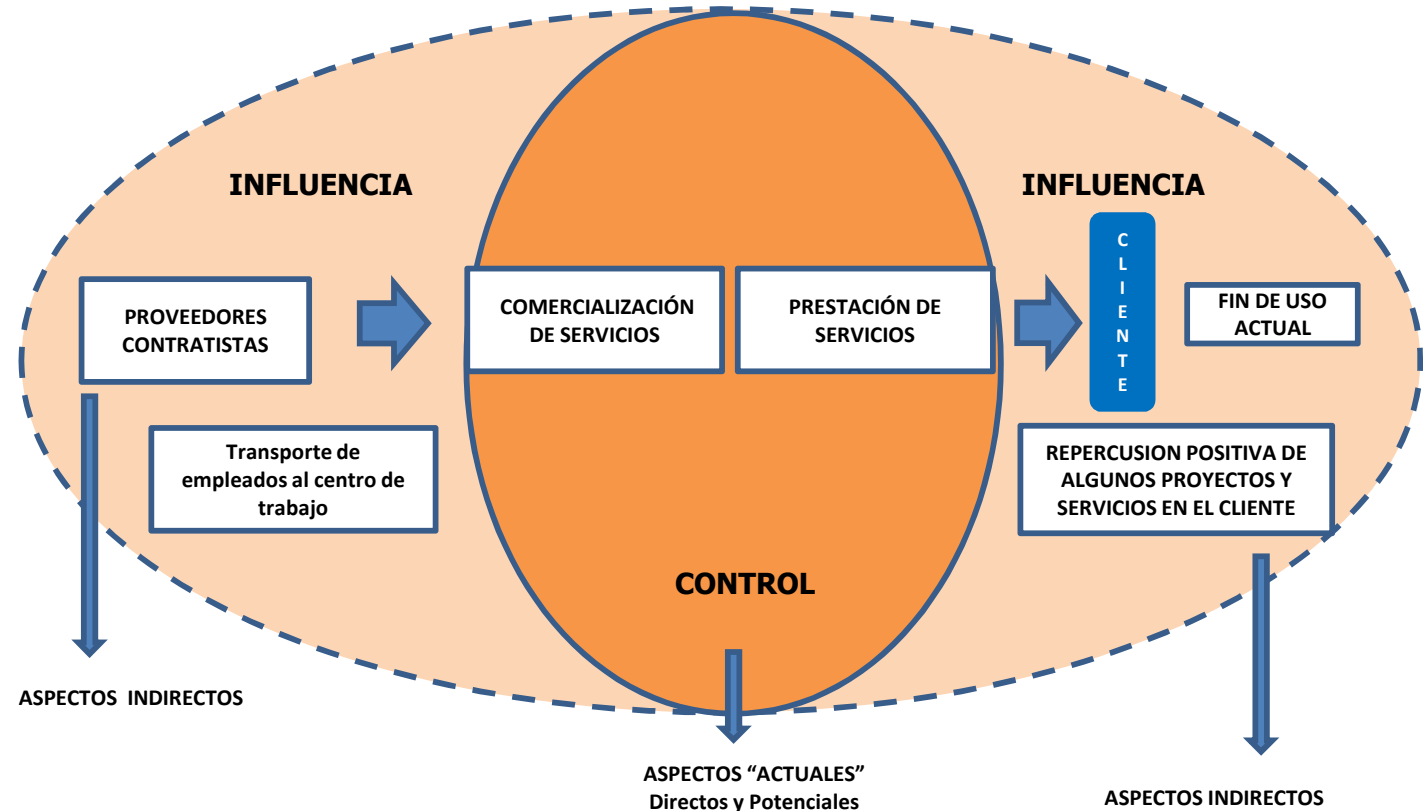 INFLUENCIA
INFLUENCIA
PROVEEDORES
CONTRATISTAS
COMERCIALIZACIÓN
DE SERVICIOS
PRESTACIÓN DE
SERVICIOS
C
L
I
E
N
T
E
FIN DE USO
ACTUAL
Transporte de
empleados al centro de
trabajo
REPERCUSION POSITIVA DE
ALGUNOS PROYECTOS Y
SERVICIOS EN EL CLIENTE
CONTROL
ASPECTOS INDIRECTOS
ASPECTOS “ACTUALES”
Directos y Potenciales
ASPECTOS INDIRECTOS